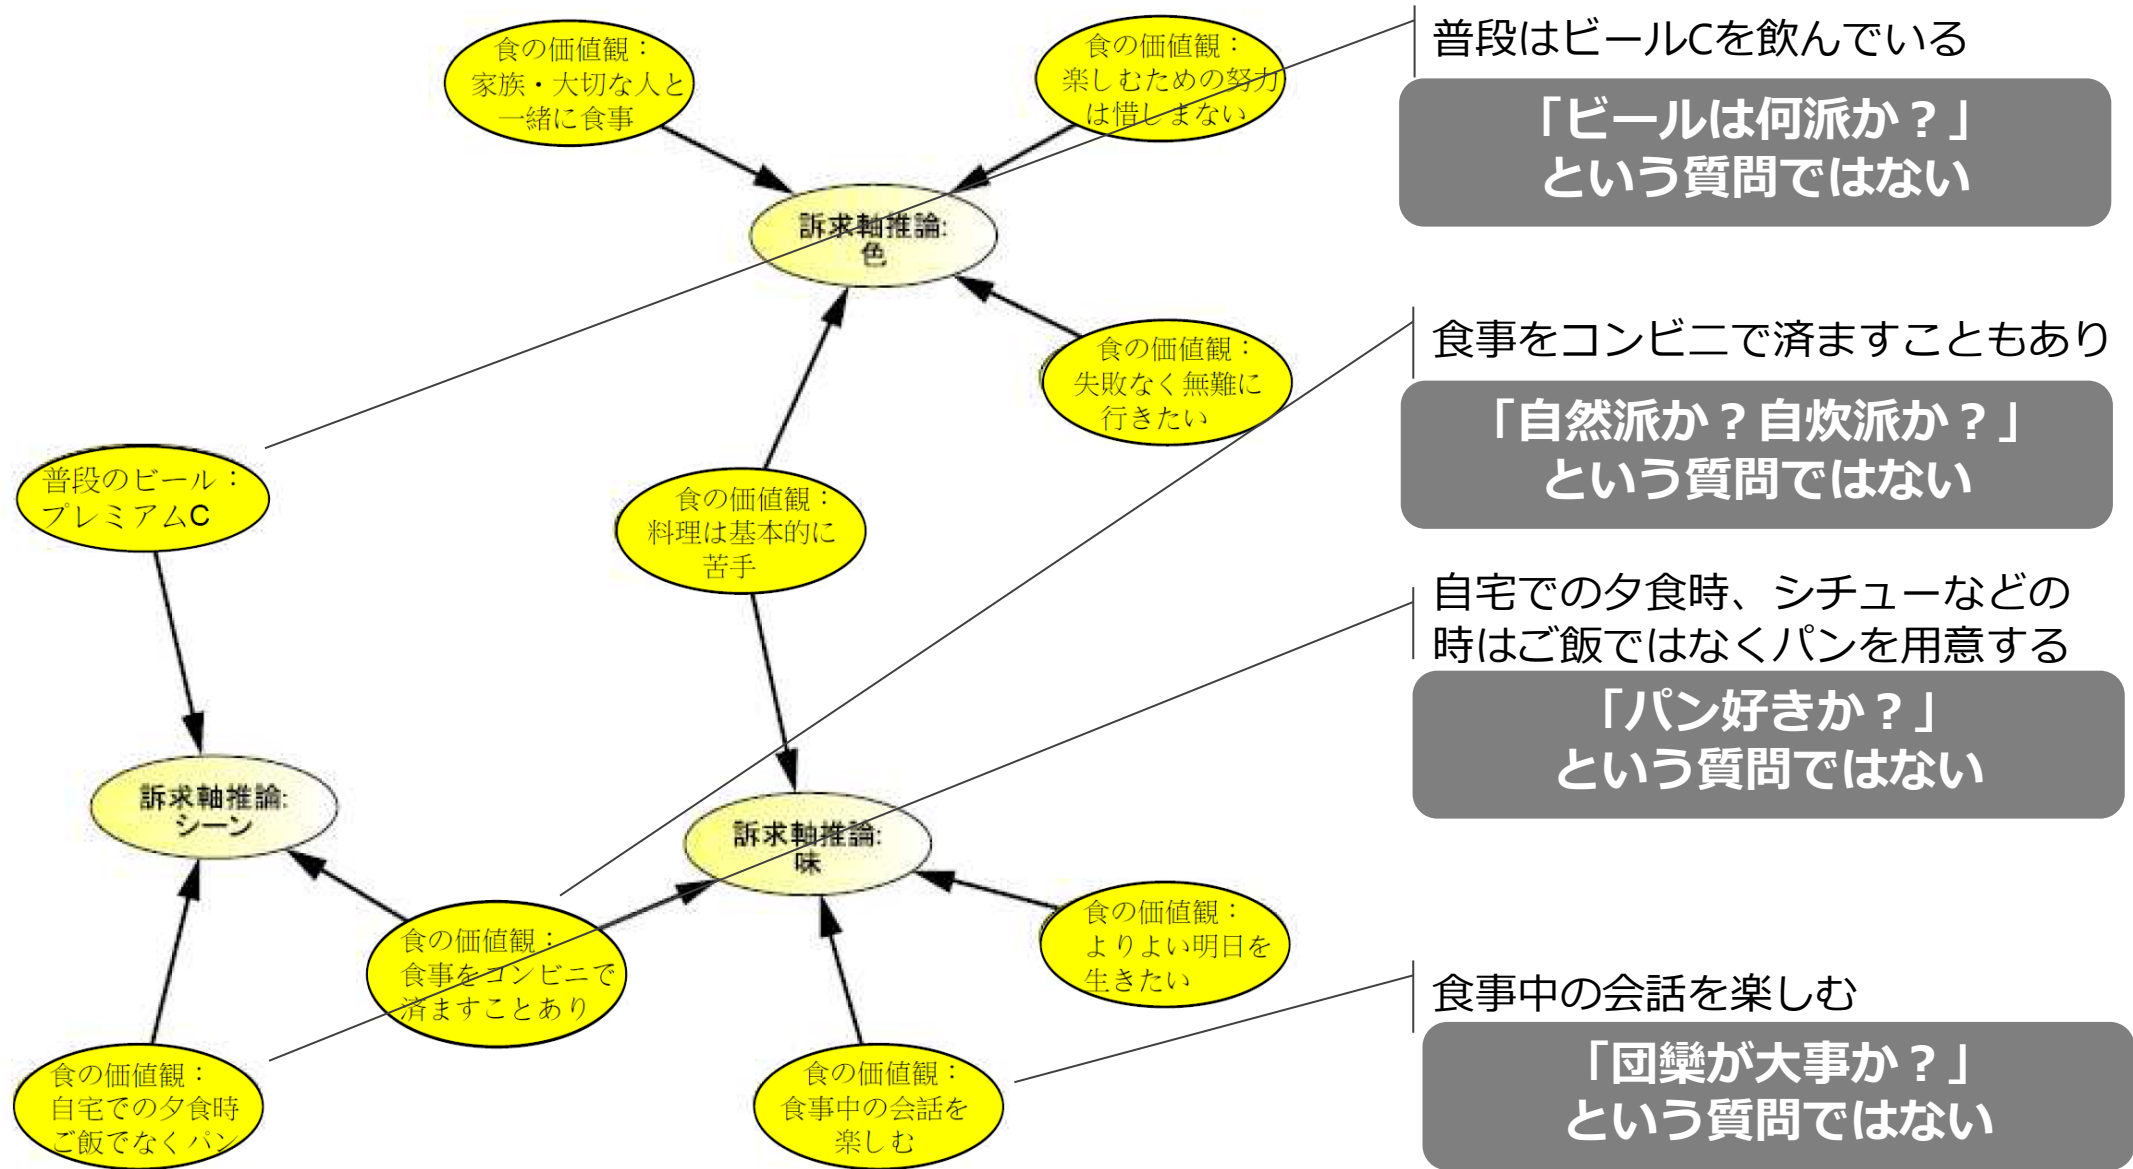 食の価値観：
家族・大切な人と
一緒に食事
食の価値観：
楽しむための努力
は惜しまない
訴求軸推論:
色
食の価値観：
失敗なく無難に
行きたい
普段のビール：
プレミアムC
食の価値観：
料理は基本的に
苦手
訴求軸推論:
シーン
訴求軸推論:
味
食の価値観：
食事をコンビニで
済ますことあり
食の価値観：
よりよい明日を
生きたい
食の価値観：
自宅での夕食時
ご飯でなくパン
食の価値観：
食事中の会話を
楽しむ
普段はビールCを飲んでいる
「ビールは何派か？」
という質問ではない
食事をコンビニで済ますこともあり
「自然派か？自炊派か？」
という質問ではない
自宅での夕食時、シチューなどの
時はご飯ではなくパンを用意する
「パン好きか？」
という質問ではない
食事中の会話を楽しむ
「団欒が大事か？」
という質問ではない